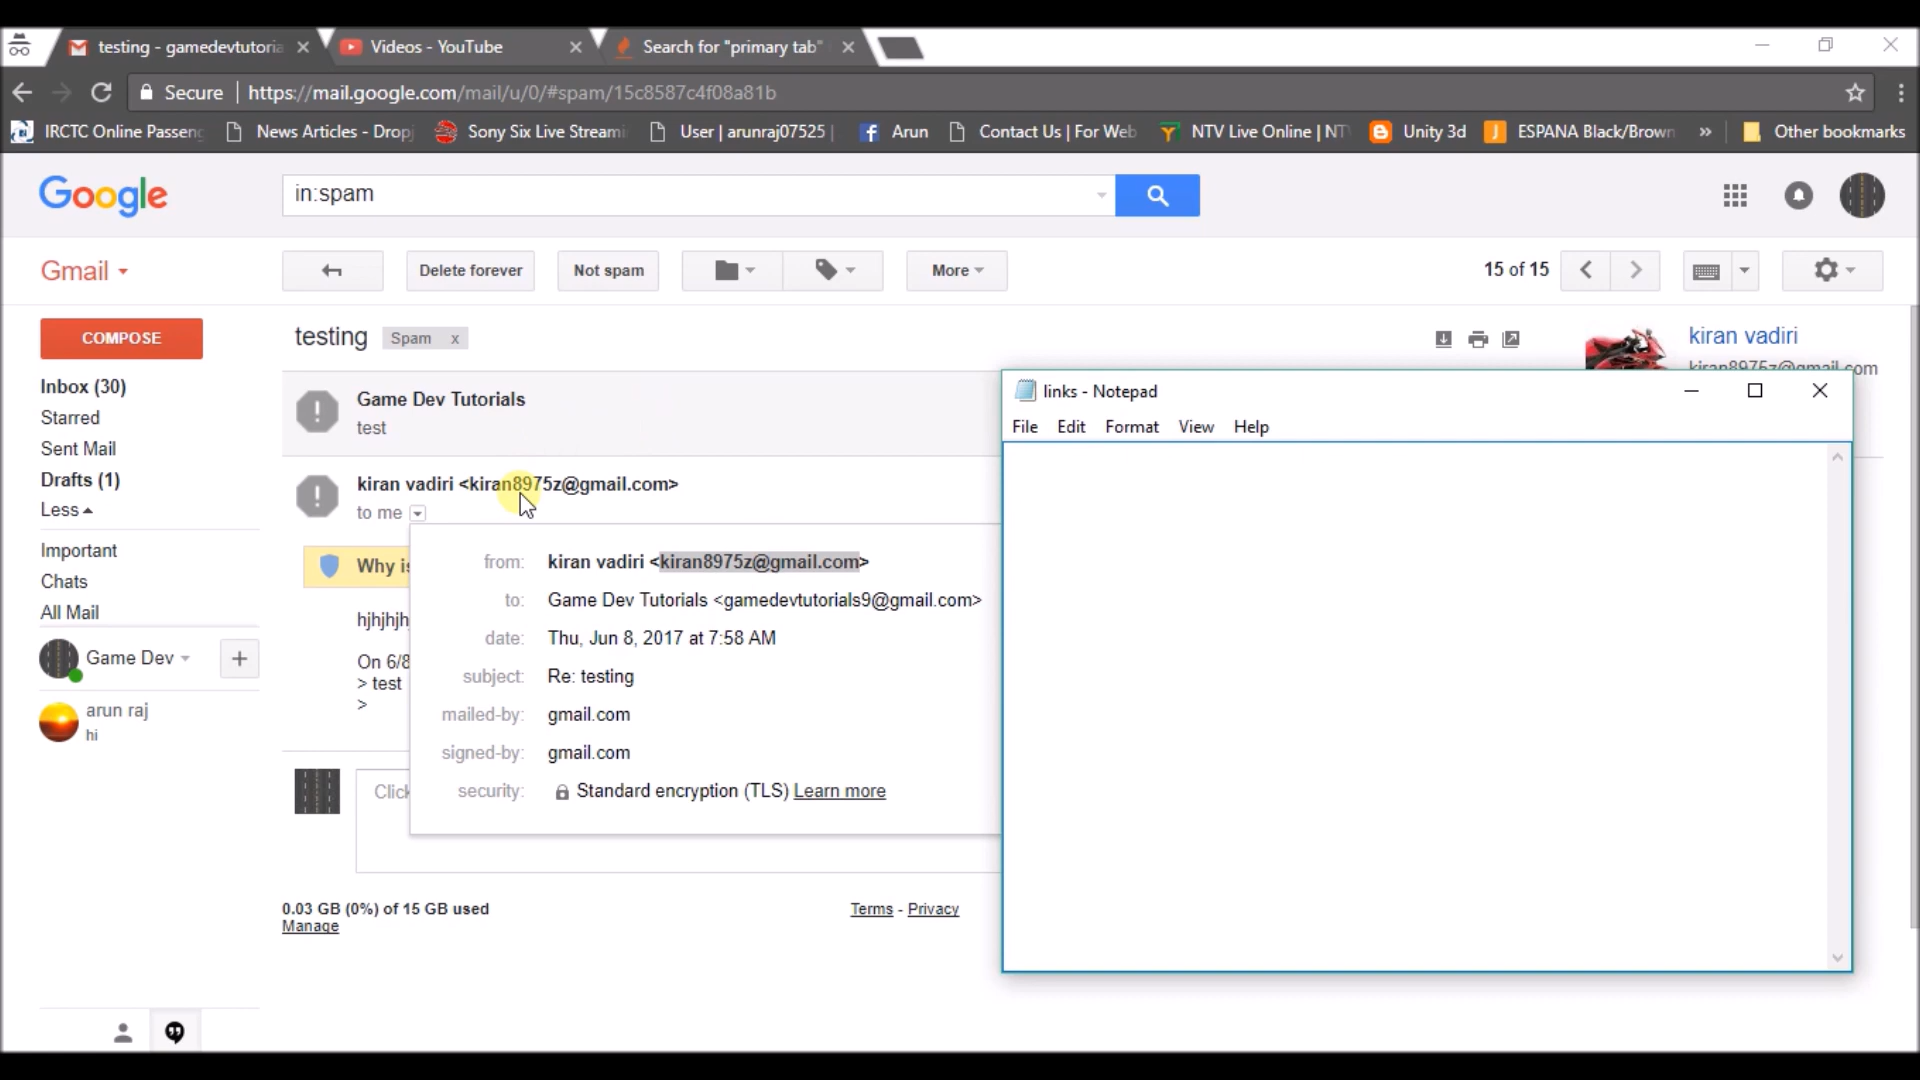 testing - gamedevtutoria
Videos - YouTube
Search for "primary tab"
Secure
https://mail.google.com/mail/u/0/#spam/15c8587c4f08a81b
IRCTC Online Passeng
News Articles - Dropj
Sony Six Live Streami
User | arunraj07525 |
Arun
Contact Us | For Web
NTV Live Online | NT
Unity 3d
ESPANA Black/Brown
»
Other bookmarks
Google
in:spam
Gmail
Delete forever
Not spam
More
15 of 15
COMPOSE
Inbox (30)
Starred
Sent Mail
Drafts (1)
Less
Important
Chats
All Mail
Game Dev
arun raj
hi
testing
Spam x
kiran vadiri
kiran8975z@gmail.com
Game Dev Tutorials
test
kiran vadiri <kiran8975z@gmail.com>
to me
Why is
hjhjhjh
On 6/8
> test
>
from: kiran vadiri <kiran8975z@gmail.com>
to: Game Dev Tutorials <gamedevtutorials9@gmail.com>
date: Thu, Jun 8, 2017 at 7:58 AM
subject: Re: testing
mailed-by: gmail.com
signed-by: gmail.com
security: Standard encryption (TLS) Learn more
Click
0.03 GB (0%) of 15 GB used
Manage
Terms - Privacy
links - Notepad
File Edit Format View Help